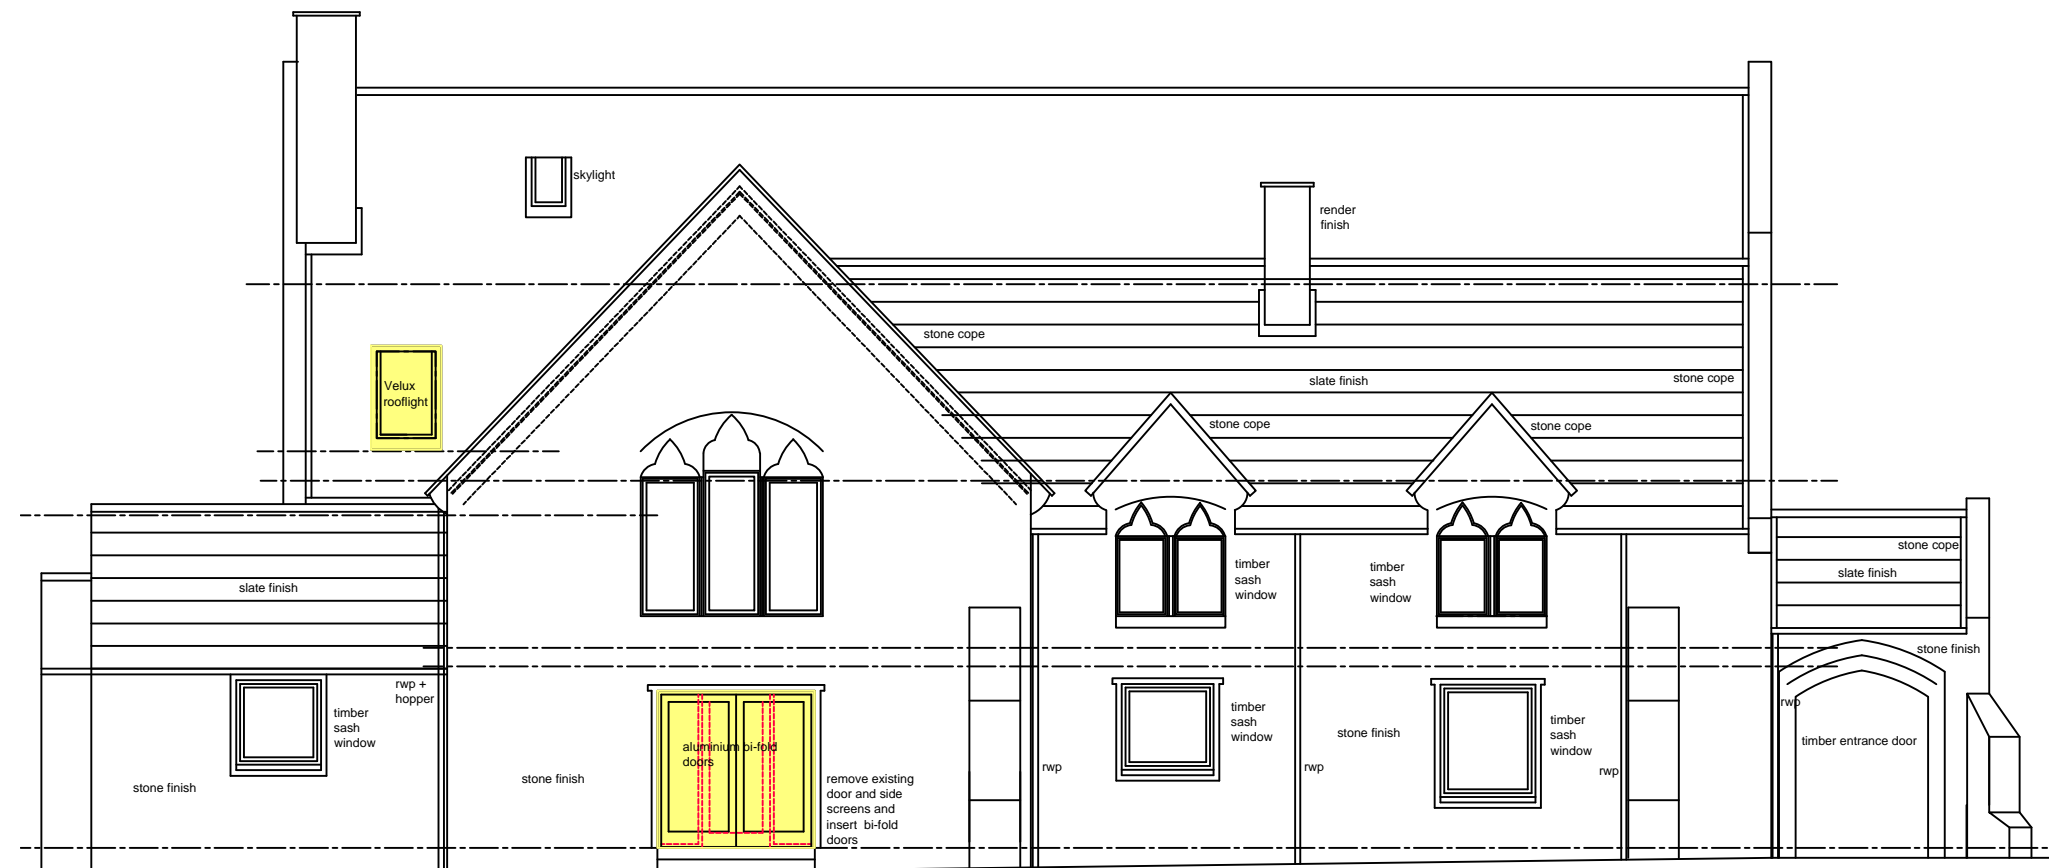 skylight
render
finish
stone cope
Velux
rooflight
slate finish
stone cope
stone cope
stone cope
timber
sash
window
timber
sash
window
stone cope
slate finish
slate finish
stone finish
rwp +
hopper
timber
sash
window
aluminium bi-fold
doors
stone finish
remove existing
door and side
screens and
insert bi-fold
doors
timber
sash
window
stone finish
timber
sash
window
rwp
rwp
rwp
rwp
timber entrance door
stone finish